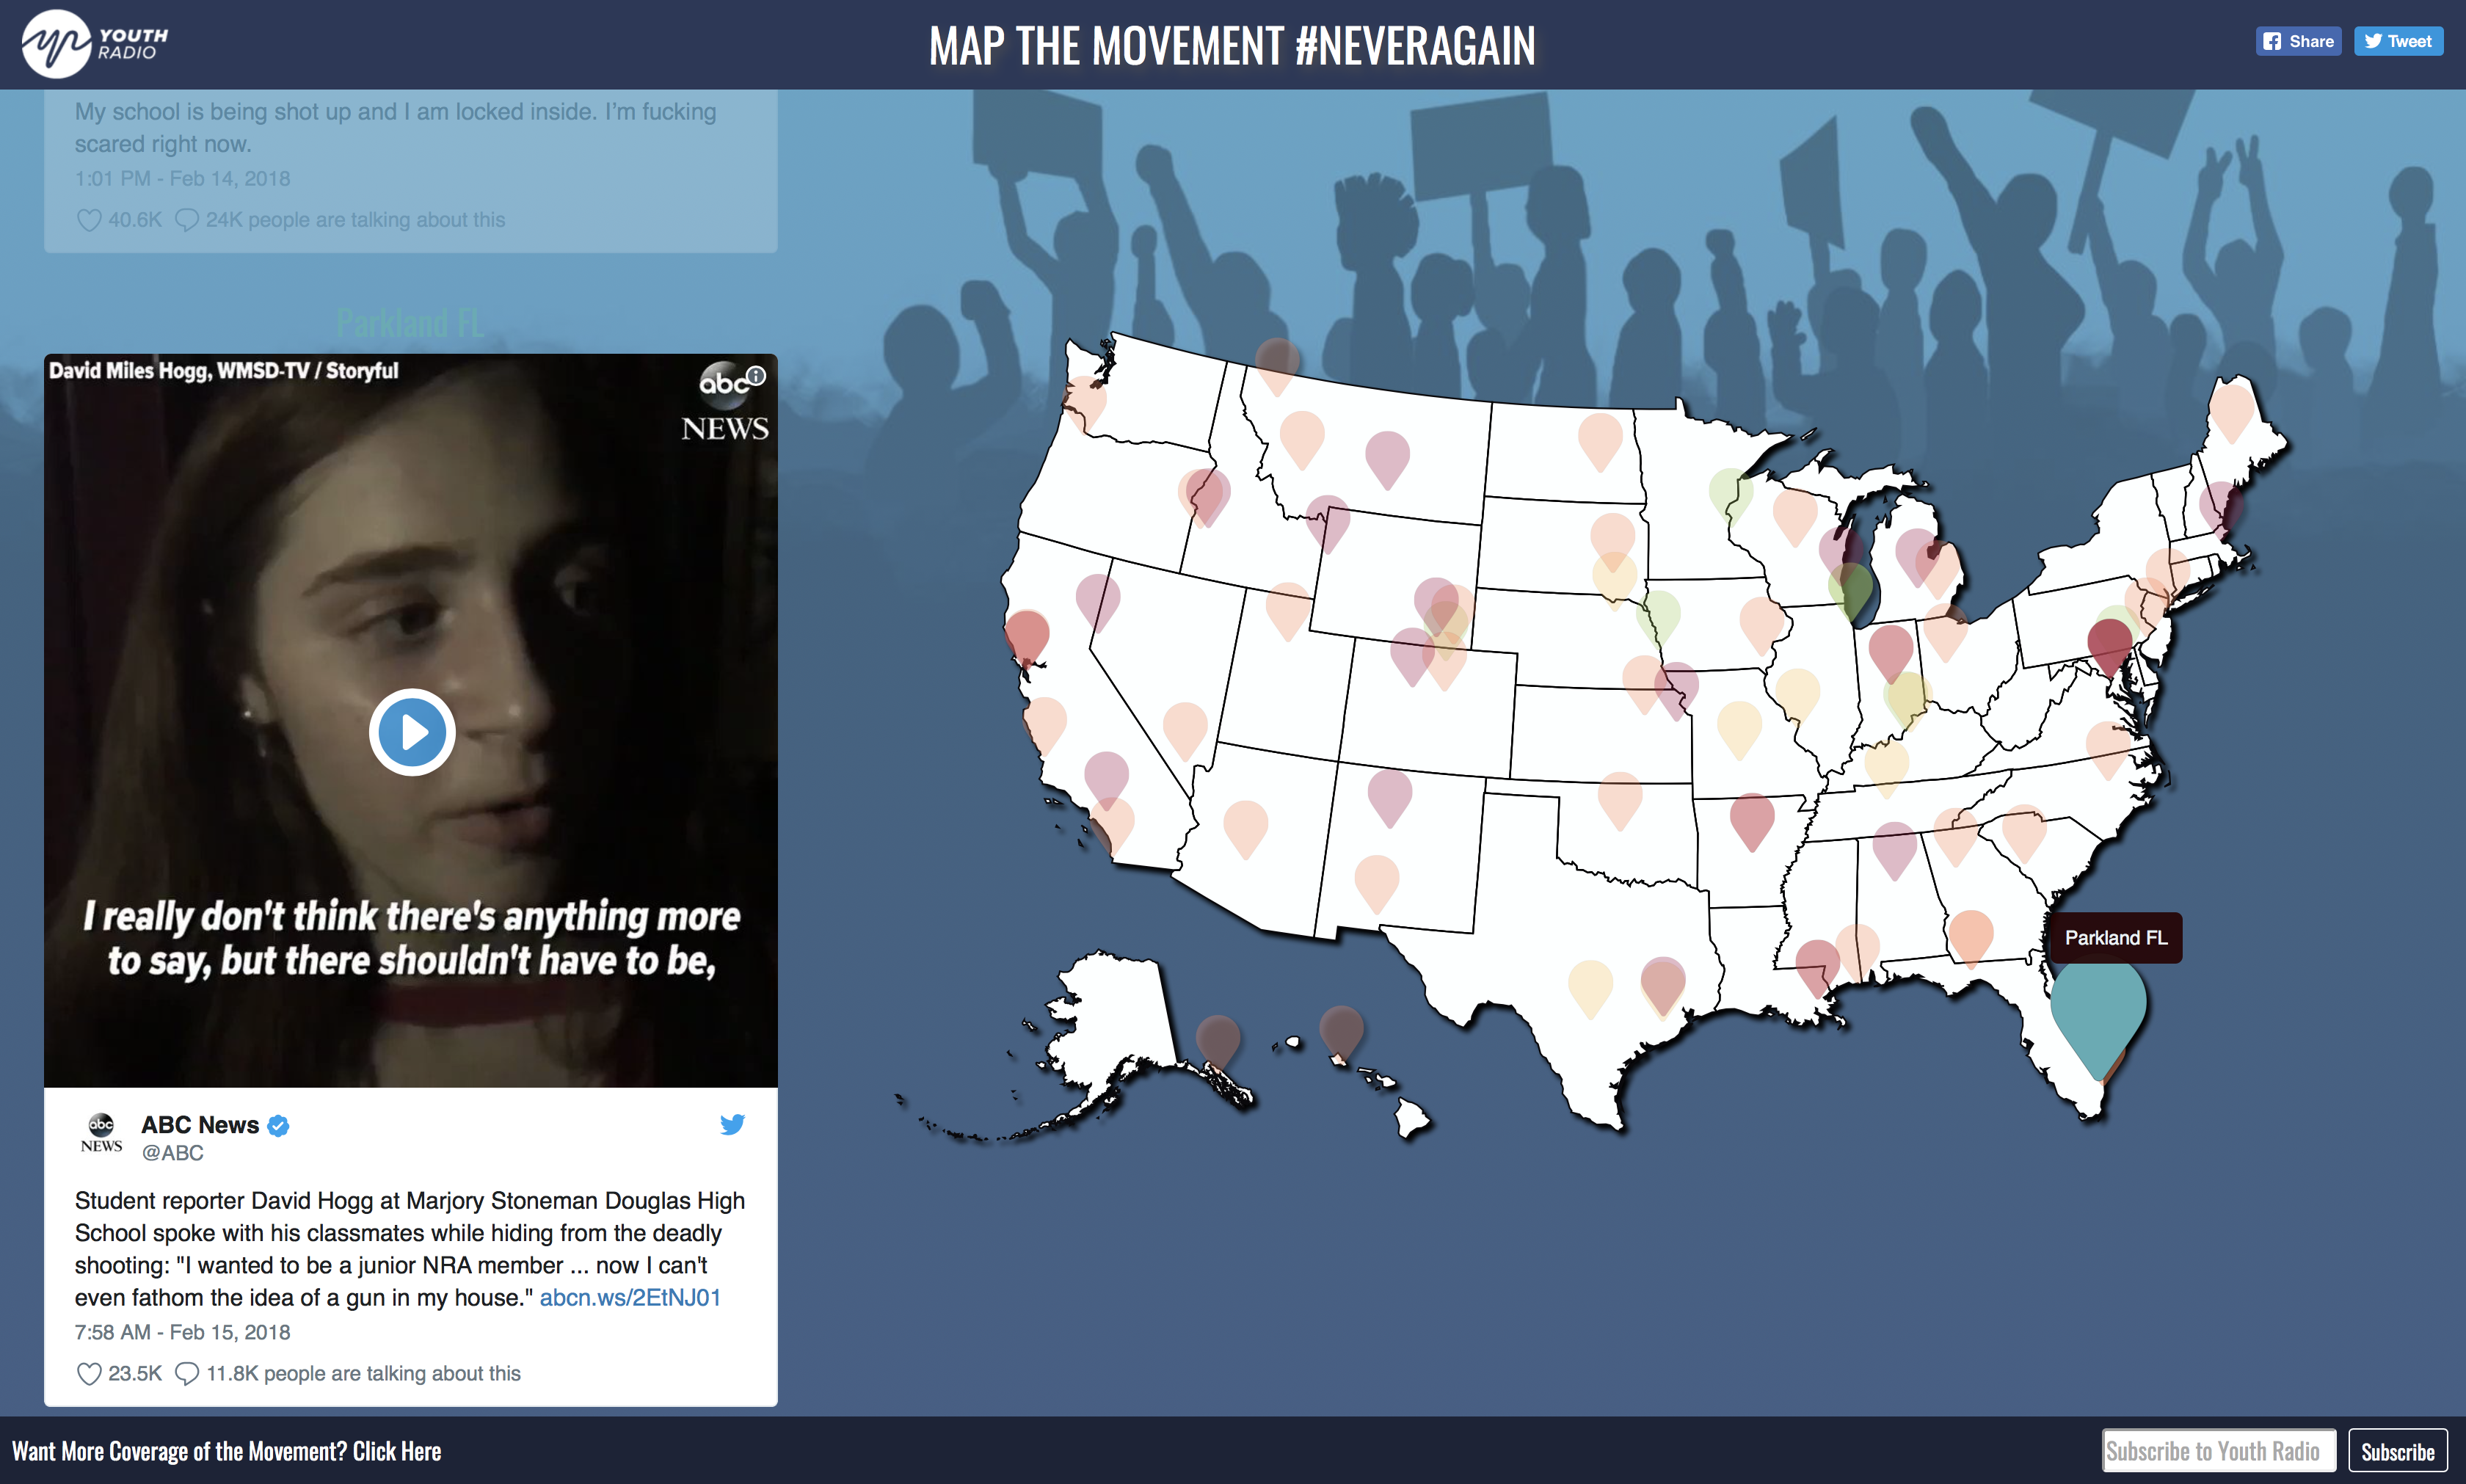 YOUTH
RADIO
MAP THE MOVEMENT #NEVERAGAIN
Share
Tweet
My school is being shot up and I am locked inside. I’m fucking
scared right now.
1:01 PM - Feb 14, 2018
40.6K 24K people are talking about this
Parkland FL
David Miles Hogg, WMSD-TV / Storyful
abc
NEWS
I really don't think there's anything more
to say, but there shouldn't have to be,
abc
NEWS
ABC News
@ABC
Student reporter David Hogg at Marjory Stoneman Douglas High
School spoke with his classmates while hiding from the deadly
shooting: "I wanted to be a junior NRA member ... now I can't
even fathom the idea of a gun in my house." abcn.ws/2EtNJ01
7:58 AM - Feb 15, 2018
23.5K 11.8K people are talking about this
Parkland FL
Want More Coverage of the Movement? Click Here
Subscribe to Youth Radio
Subscribe